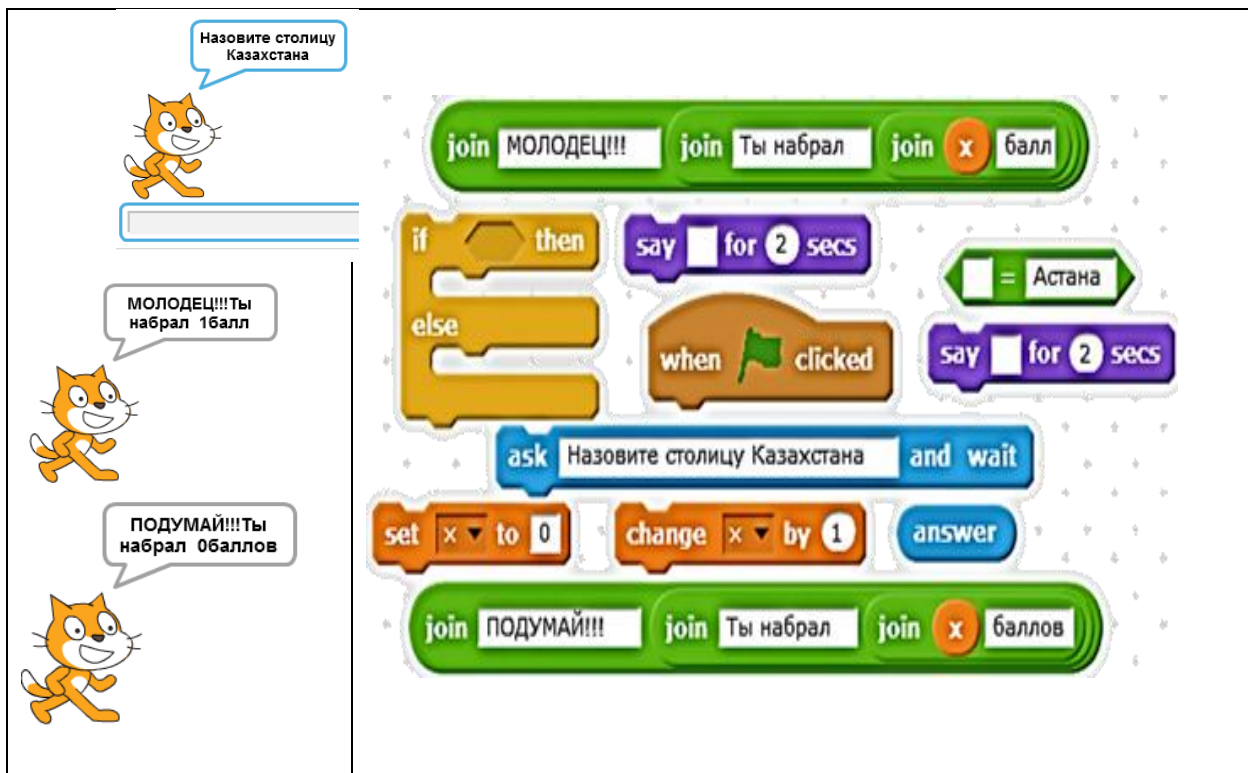 Назовите столицу
Казахстана
МОЛОДЕЦ!!!Ты
набрал 1балл
ПОДУМАЙ!!!Ты
набрал 0баллов
join МОЛОДЕЦ!!! join Ты набрал join x балл
if then
say for 2 secs
= Астана
else
when clicked
say for 2 secs
ask Назовите столицу Казахстана and wait
set x to 0
change x by 1
answer
join ПОДУМАЙ!!! join Ты набрал join x баллов